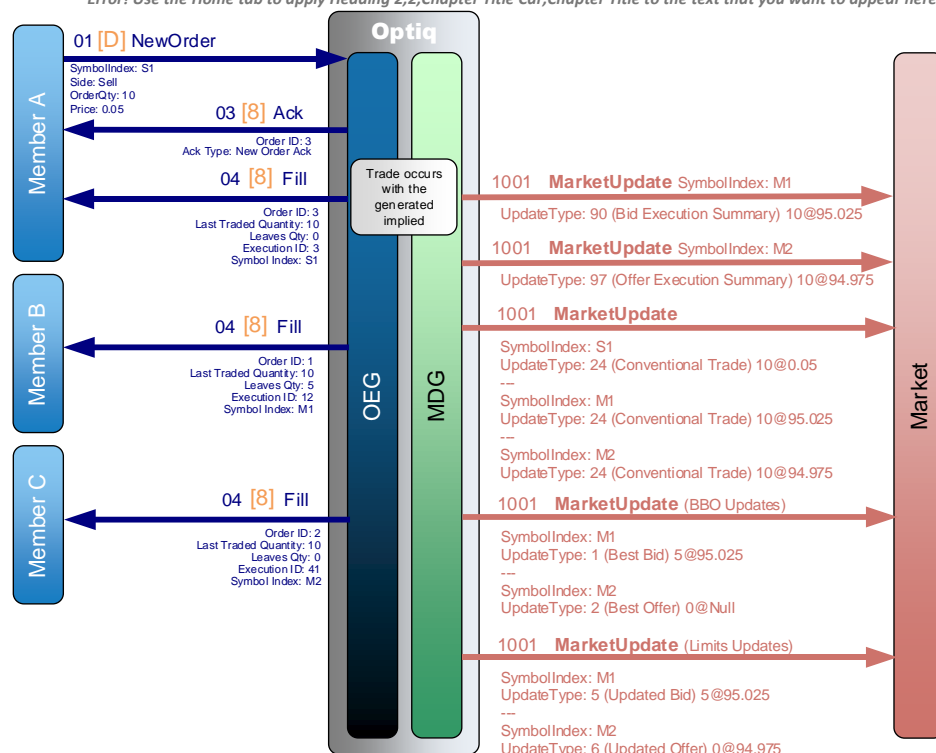 Error! Use the Home tab to apply Heading 2,2,Chapter Title Car,Chapter Title to the text that you want to appear here
Optiq
01 [D] NewOrder
SymbolIndex: S1
Side: Sell
OrderQty: 10
Price: 0.05
Member A
03 [8] Ack
Order ID: 3
Ack Type: New Order Ack
04 [8] Fill
Order ID: 3
Last Traded Quantity: 10
Leaves Qty: 0
Execution ID: 3
Symbol Index: S1
Trade occurs
with the
generated
implied
1001 MarketUpdate SymbolIndex: M1
UpdateType: 90 (Bid Execution Summary) 10@95.025
1001 MarketUpdate SymbolIndex: M2
UpdateType: 97 (Offer Execution Summary) 10@94.975
Member B
04 [8] Fill
Order ID: 1
Last Traded Quantity: 10
Leaves Qty: 5
Execution ID: 12
Symbol Index: M1
OEG
MDG
1001 MarketUpdate
SymbolIndex: S1
UpdateType: 24 (Conventional Trade) 10@0.05
---
SymbolIndex: M1
UpdateType: 24 (Conventional Trade) 10@95.025
---
SymbolIndex: M2
UpdateType: 24 (Conventional Trade) 10@94.975
Market
Member C
04 [8] Fill
Order ID: 2
Last Traded Quantity: 10
Leaves Qty: 0
Execution ID: 41
Symbol Index: M2
1001 MarketUpdate (BBO Updates)
SymbolIndex: M1
UpdateType: 1 (Best Bid) 5@95.025
---
SymbolIndex: M2
UpdateType: 2 (Best Offer) 0@Null
1001 MarketUpdate (Limits Updates)
SymbolIndex: M1
UpdateType: 5 (Updated Bid) 5@95.025
---
SymbolIndex: M2
UpdateType: 6 (Updated Offer) 0@94.975